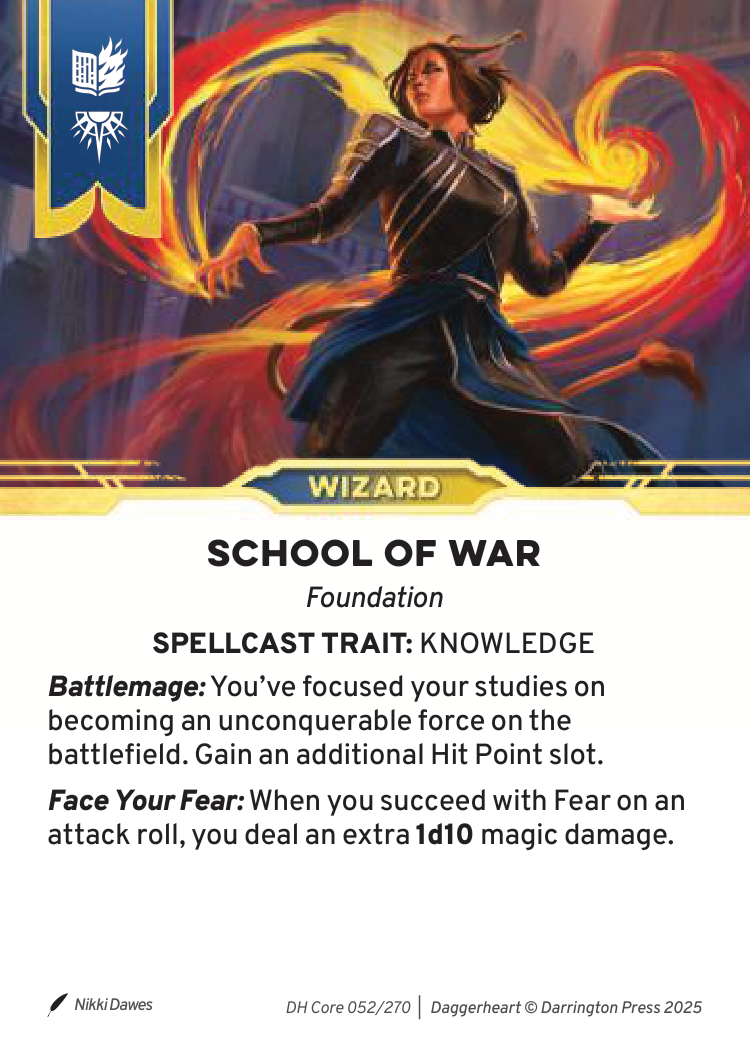 WIZARD
SCHOOL OF WAR
Foundation
SPELLCAST TRAIT: KNOWLEDGE
Battlemage: You’ve focused your studies on
becoming an unconquerable force on the
battlefield. Gain an additional Hit Point slot.
Face Your Fear: When you succeed with Fear on an
attack roll, you deal an extra 1d10 magic damage.
Nikki Dawes
DH Core 052/270 | Daggerheart © Darrington Press 2025